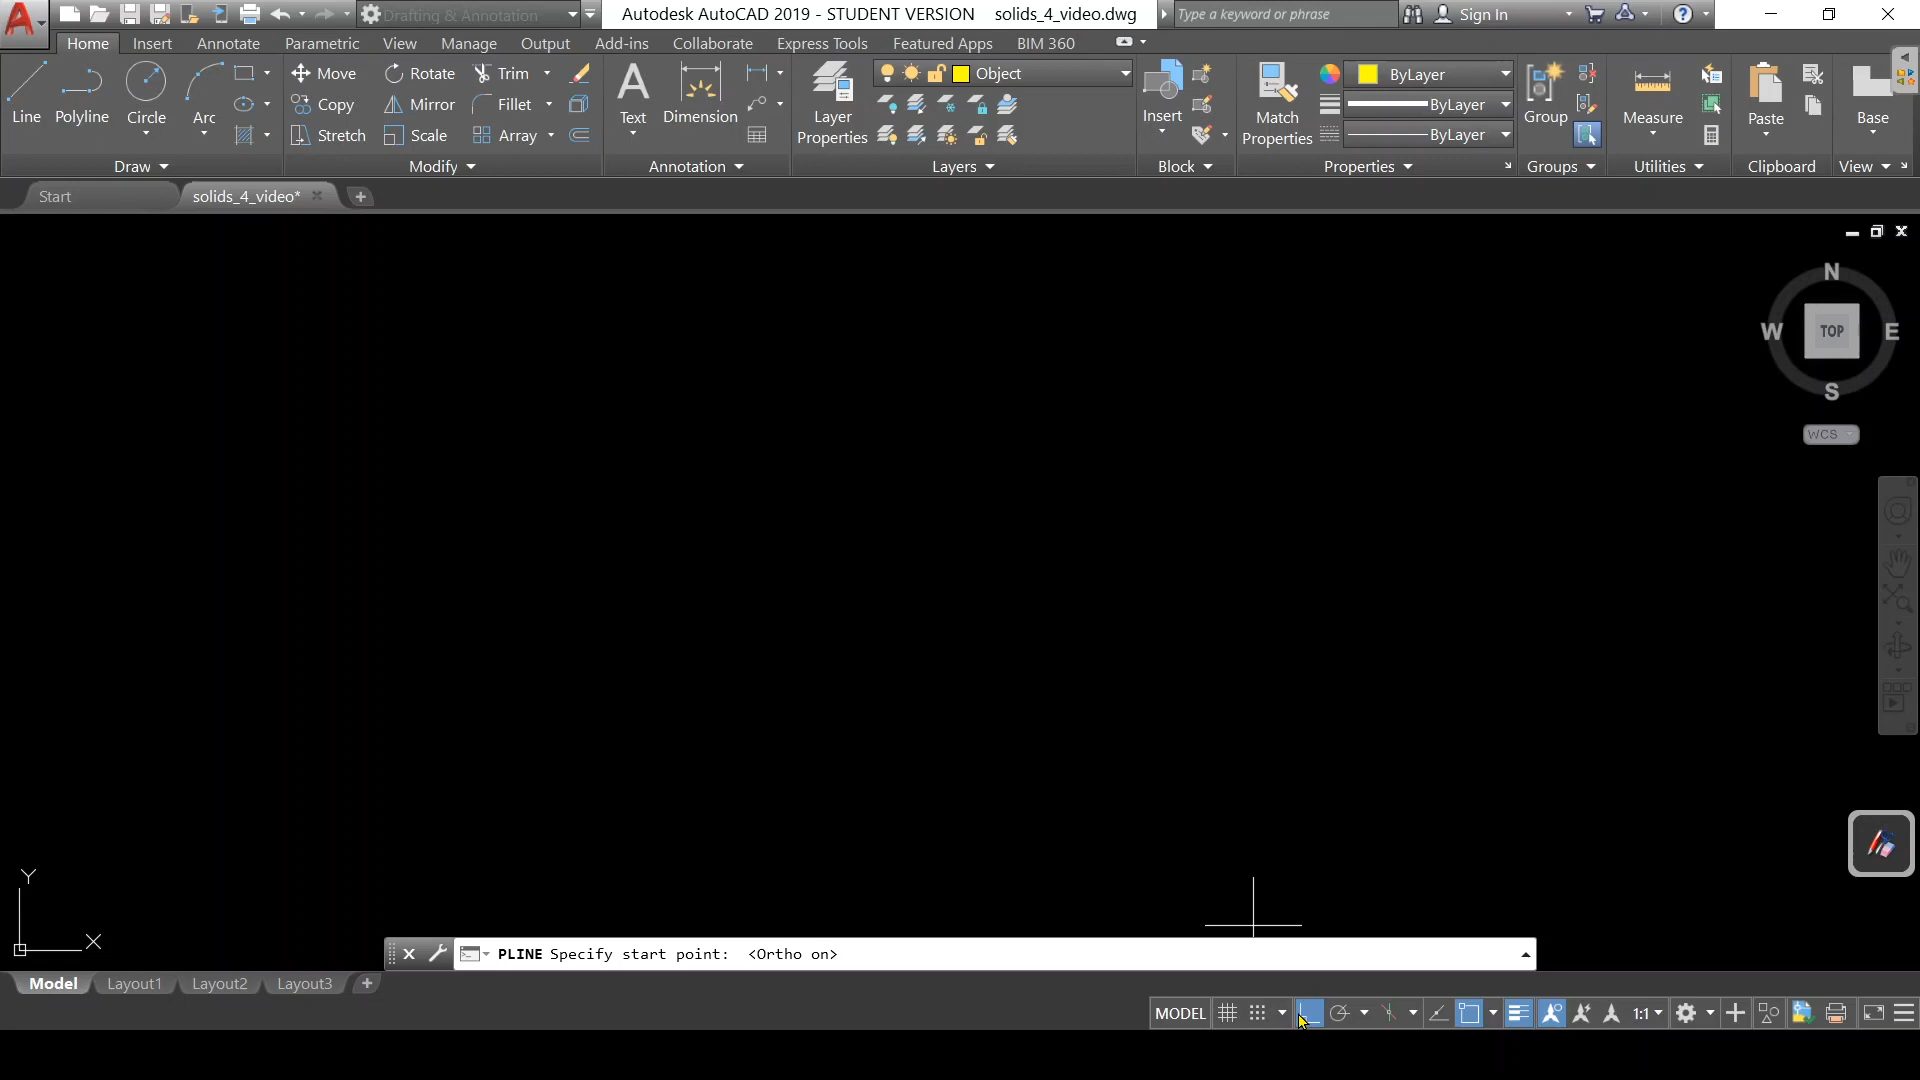 Drafting & Annotation
Autodesk AutoCAD 2019 - STUDENT VERSION solids_4_video.dwg
Type a keyword or phrase
Sign In
Home Insert Annotate Parametric View Manage Output Add-ins Collaborate Express Tools Featured Apps BIM 360
Line
Polyline
Circle
Arc
Draw
Move
Copy
Stretch
Rotate
Mirror
Scale
Trim
Fillet
Array
Modify
Text
Dimension
Annotation
Layer
Properties
Object
Layers
Insert
Block
Match
Properties
ByLayer
ByLayer
ByLayer
Properties
Group
Groups
Measure
Utilities
Paste
Clipboard
Base
View
Start
solids_4_video*
N
W
TOP
E
S
WCS
Y
X
PLINE Specify start point: <Ortho on>
Model Layout1 Layout2 Layout3
MODEL
1:1